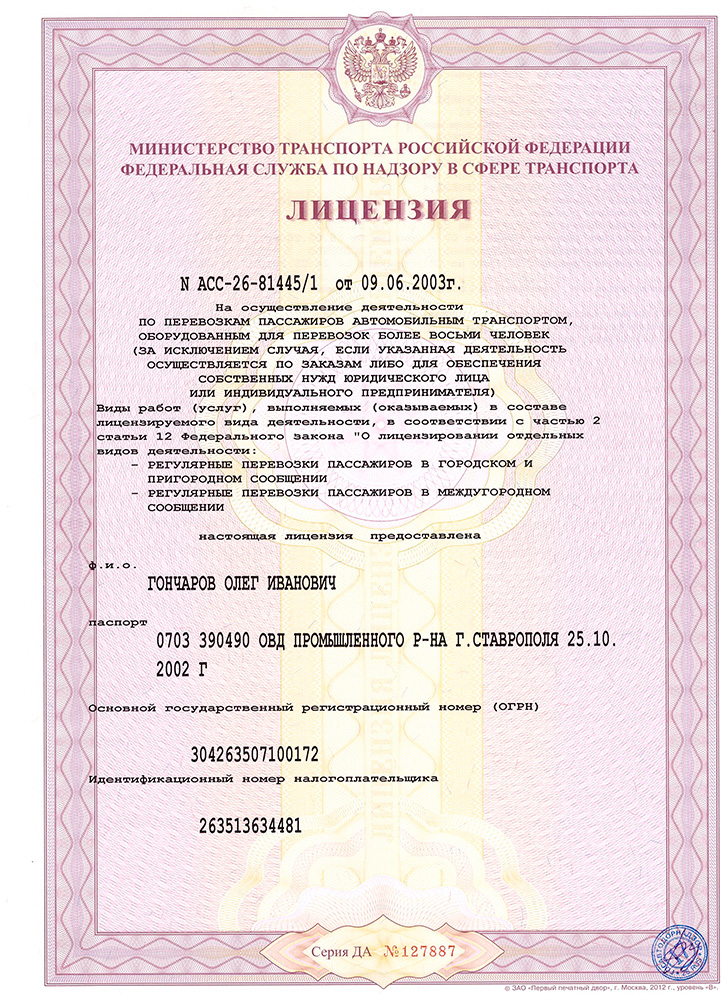 МИНИСТЕРСТВО ТРАНСПОРТА РОССИЙСКОЙ ФЕДЕРАЦИИ
ФЕДЕРАЛЬНАЯ СЛУЖБА ПО НАДЗОРУ В СФЕРЕ ТРАНСПОРТА
ЛИЦЕНЗИЯ
N АСС-26-81445/1 от 09.06.2003г.
На осуществление деятельности
ПО ПЕРЕВОЗКАМ ПАССАЖИРОВ АВТОМОБИЛЬНЫМ ТРАНСПОРТОМ,
ОБОРУДОВАННЫМ ДЛЯ ПЕРЕВОЗОК БОЛЕЕ ВОСЬМИ ЧЕЛОВЕК
(ЗА ИСКЛЮЧЕНИЕМ СЛУЧАЯ, ЕСЛИ УКАЗАННАЯ ДЕЯТЕЛЬНОСТЬ
ОСУЩЕСТВЛЯЕТСЯ ПО ЗАКАЗАМ ЛИБО ДЛЯ ОБЕСПЕЧЕНИЯ
СОБСТВЕННЫХ НУЖД ЮРИДИЧЕСКОГО ЛИЦА
ИЛИ ИНДИВИДУАЛЬНОГО ПРЕДПРИНИМАТЕЛЯ)
Виды работ (услуг), выполняемых (оказываемых) в составе
лицензируемого вида деятельности, в соответствии с частью 2
статьи 12 Федерального закона "О лицензировании отдельных
видов деятельности:
- РЕГУЛЯРНЫЕ ПЕРЕВОЗКИ ПАССАЖИРОВ В ГОРОДСКОМ И
ПРИГОРОДНОМ СООБЩЕНИИ
- РЕГУЛЯРНЫЕ ПЕРЕВОЗКИ ПАССАЖИРОВ В МЕЖДУГОРОДНОМ
СООБЩЕНИИ
настоящая лицензия предоставлена
ф.и.о.
ГОНЧАРОВ ОЛЕГ ИВАНОВИЧ
паспорт
0703 390490 ОВД ПРОМЫШЛЕННОГО Р-НА Г.СТАВРОПОЛЯ 25.10.
2002 Г
Основной государственный регистрационный номер (ОГРН)
304263507100172
Идентификационный номер налогоплательщика
263513634481
Серия ДА №127887
© ЗАО «Первый печатный двор», г. Москва, 2012 г., уровень «В».